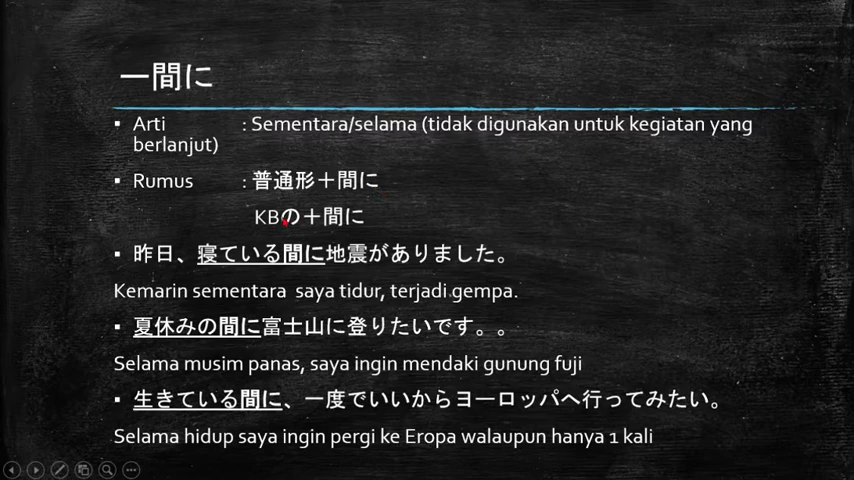 ー間に
Arti : Sementara/selama (tidak digunakan untuk kegiatan yang
berlanjut)
Rumus : 普通形＋間に
KBの＋間に
昨日、寝ている間に地震がありました。
Kemarin sementara saya tidur, terjadi gempa.
夏休みの間に富士山に登りたいです。。
Selama musim panas, saya ingin mendaki gunung fuji
生きている間に、一度でいいからヨーロッパへ行ってみたい。
Selama hidup saya ingin pergi ke Eropa walaupun hanya 1 kali